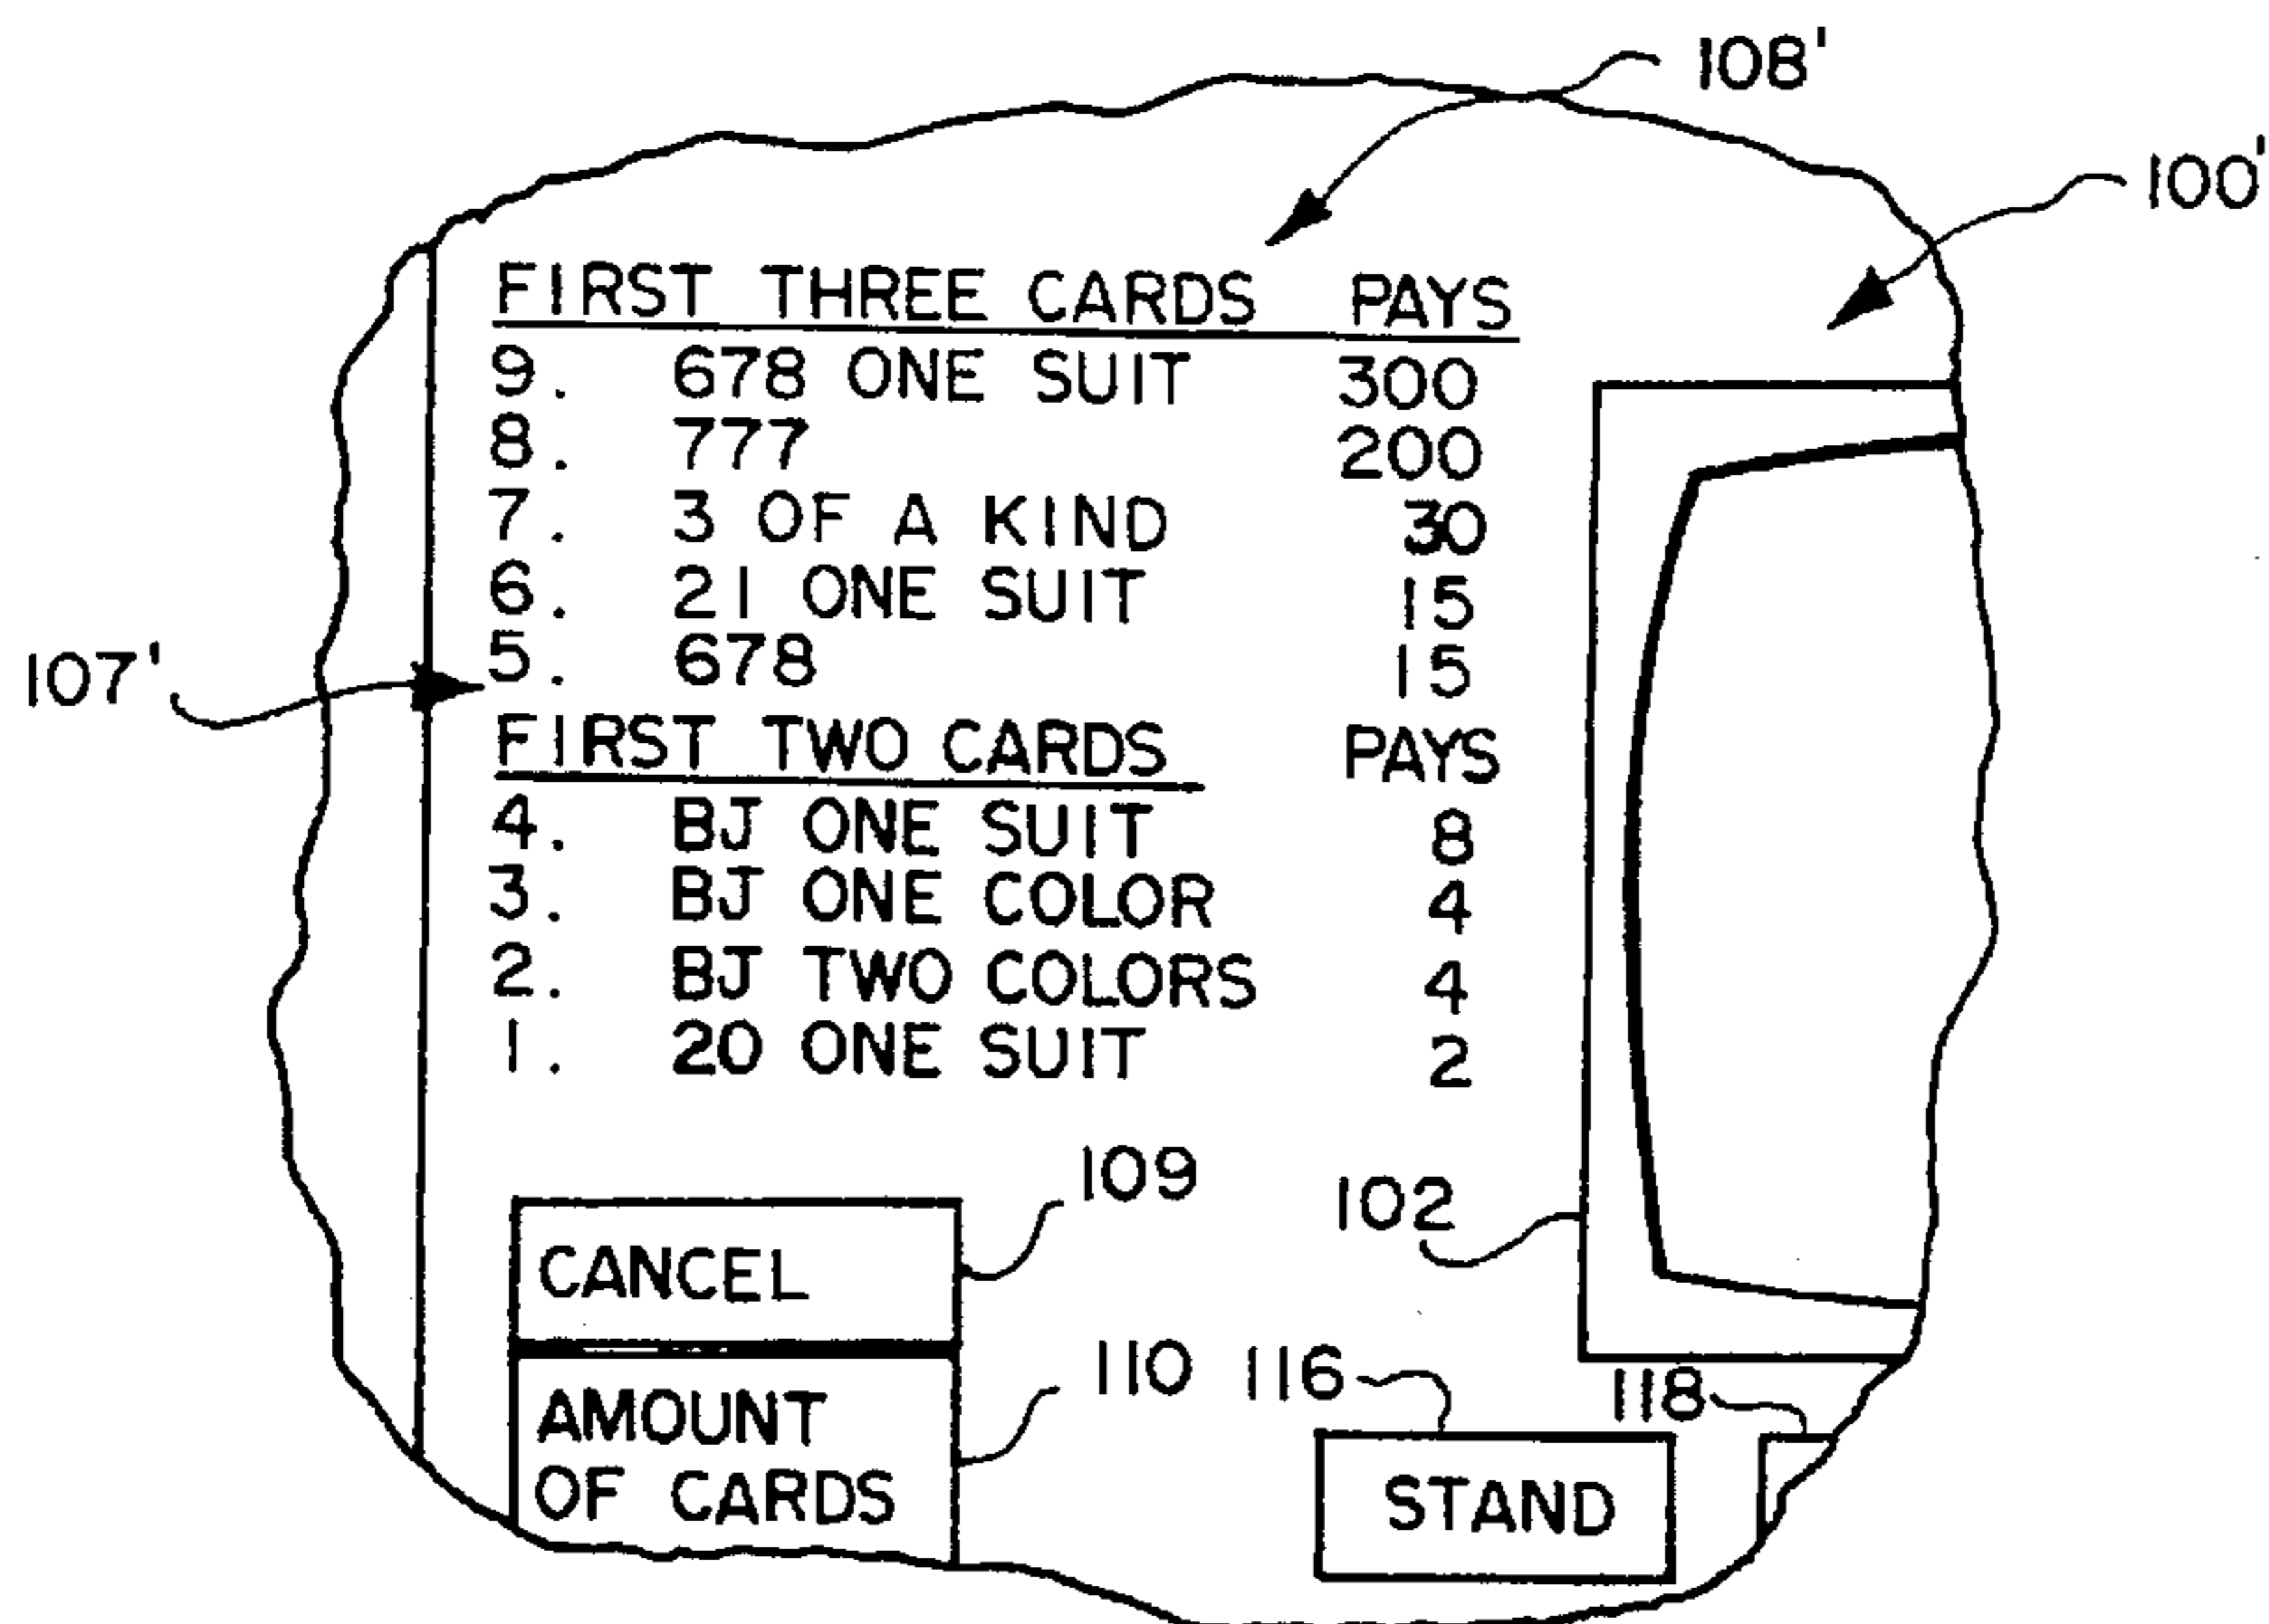 108'
100'
FIRST THREE CARDS PAYS
9. 678 ONE SUIT 300
8. 777 200
7. 3 OF A KIND 30
6. 21 ONE SUIT 15
5. 678 15
107'
FIRST TWO CARDS PAYS
4. BJ ONE SUIT 8
3. BJ ONE COLOR 4
2. BJ TWO COLORS 4
1. 20 ONE SUIT 2
109
102
CANCEL
110 116 118
AMOUNT
OF CARDS
STAND